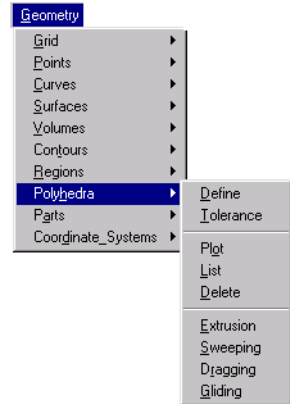 Geometry
Grid
Points
Curves
Surfaces
Volumes
Contours
Regions
Polyhedra
Parts
Coordinate_Systems
Define
Tolerance
Plot
List
Delete
Extrusion
Sweeping
Dragging
Gliding